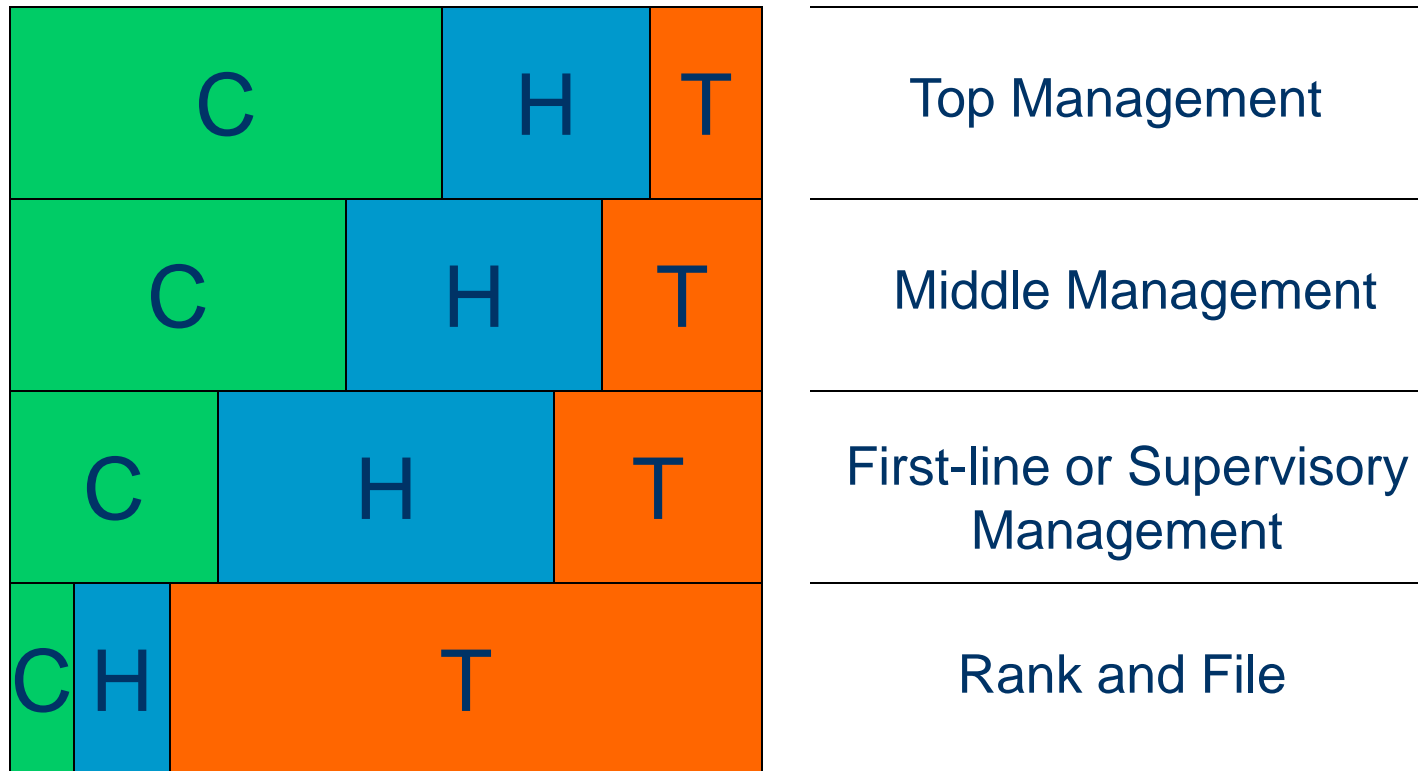 C H T Top Management
C H T Middle Management
C H T First-line or Supervisory
Management
C H T Rank and File